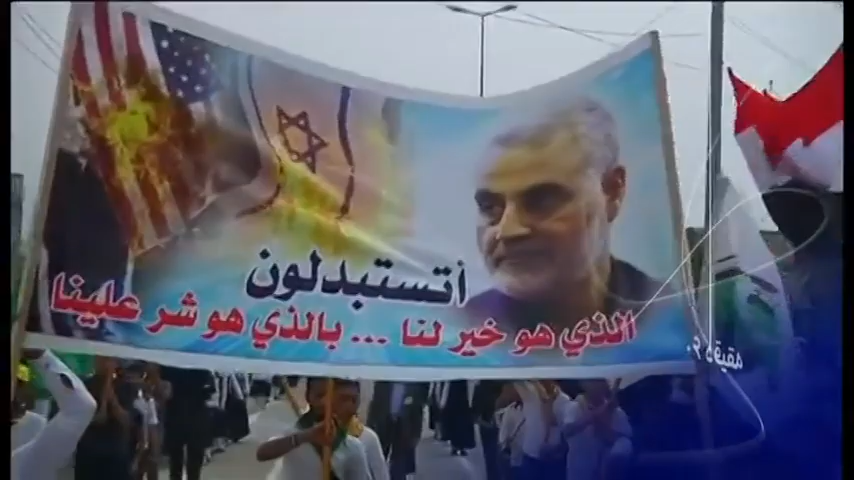 أتستبدلون
الذي هو خير لنا ... بالذي هو شر علينا